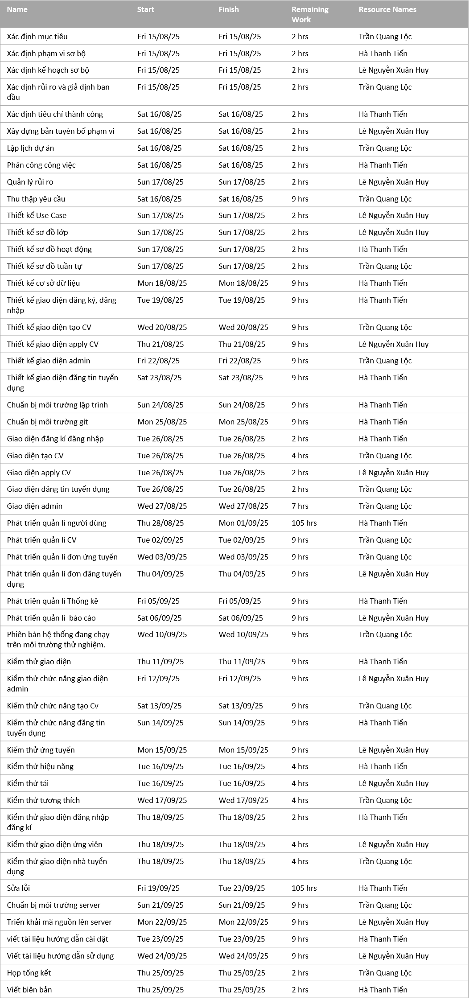 Name Start Finish Remaining Resource Names
Work
Xác định mục tiêu Fri 15/08/25 Fri 15/08/25 2 hrs Trần Quang Lộc
Xác định phạm vi sơ bộ Fri 15/08/25 Fri 15/08/25 2 hrs Hà Thanh Tiến
Xác định kế hoạch sơ bộ Fri 15/08/25 Fri 15/08/25 2 hrs Lê Nguyễn Xuân Huy
Xác định rủi ro và giả định ban Fri 15/08/25 Fri 15/08/25 2 hrs Trần Quang Lộc
đầu
Xác định tiêu chí thành công Sat 16/08/25 Sat 16/08/25 2 hrs Hà Thanh Tiến
Xây dựng bản tuyên bố phạm vi Sat 16/08/25 Sat 16/08/25 2 hrs Lê Nguyễn Xuân Huy
Lập lịch dự án Sat 16/08/25 Sat 16/08/25 2 hrs Trần Quang Lộc
Phân công công việc Sat 16/08/25 Sat 16/08/25 2 hrs Hà Thanh Tiến
Quản lý rủi ro Sun 17/08/25 Sun 17/08/25 2 hrs Lê Nguyễn Xuân Huy
Thu thập yêu cầu Sat 16/08/25 Sat 16/08/25 9 hrs Trần Quang Lộc
Thiết kế Use Case Sun 17/08/25 Sun 17/08/25 2 hrs Lê Nguyễn Xuân Huy
Thiết kế sơ đồ lớp Sun 17/08/25 Sun 17/08/25 2 hrs Lê Nguyễn Xuân Huy
Thiết kế sơ đồ hoạt động Sun 17/08/25 Sun 17/08/25 2 hrs Hà Thanh Tiến
Thiết kế sơ đồ tuần tự Sun 17/08/25 Sun 17/08/25 2 hrs Trần Quang Lộc
Thiết kế cơ sở dữ liệu Mon 18/08/25 Mon 18/08/25 9 hrs Hà Thanh Tiến
Thiết kế giao diện đăng ký, đăng Tue 19/08/25 Tue 19/08/25 9 hrs Hà Thanh Tiến
nhập
Thiết kế giao diện tạo CV Wed 20/08/25 Wed 20/08/25 9 hrs Trần Quang Lộc
Thiết kế giao diện apply CV Thu 21/08/25 Thu 21/08/25 9 hrs Lê Nguyễn Xuân Huy
Thiết kế giao diện admin Fri 22/08/25 Fri 22/08/25 9 hrs Trần Quang Lộc
Thiết kế giao diện đăng tin tuyển Sat 23/08/25 Sat 23/08/25 9 hrs Hà Thanh Tiến
dụng
Chuẩn bị môi trường lập trình Sun 24/08/25 Sun 24/08/25 9 hrs Hà Thanh Tiến
Chuẩn bị môi trường git Mon 25/08/25 Mon 25/08/25 9 hrs Hà Thanh Tiến
Giao diện đăng kí đăng nhập Tue 26/08/25 Tue 26/08/25 2 hrs Hà Thanh Tiến
Giao diện tạo CV Tue 26/08/25 Tue 26/08/25 4 hrs Trần Quang Lộc
Giao diện apply CV Tue 26/08/25 Tue 26/08/25 2 hrs Lê Nguyễn Xuân Huy
Giao diện đăng tin tuyển dụng Tue 26/08/25 Tue 26/08/25 2 hrs Trần Quang Lộc
Giao diện admin Wed 27/08/25 Wed 27/08/25 7 hrs Trần Quang Lộc
Phát triển quản lí người dùng Thu 28/08/25 Mon 01/09/25 105 hrs Hà Thanh Tiến
Phát triển quản lí CV Tue 02/09/25 Tue 02/09/25 9 hrs Trần Quang Lộc
Phát triển quản lí đơn ứng tuyển Wed 03/09/25 Wed 03/09/25 9 hrs Trần Quang Lộc
Phát triển quản lí đơn đăng tuyển Thu 04/09/25 Thu 04/09/25 9 hrs Lê Nguyễn Xuân Huy
dụng
Phát triên quản lí Thống kê Fri 05/09/25 Fri 05/09/25 9 hrs Hà Thanh Tiến
Phát triển quản lí  báo cáo Sat 06/09/25 Sat 06/09/25 9 hrs Lê Nguyễn Xuân Huy
Phiên bản hệ thống đang chạy Wed 10/09/25 Wed 10/09/25 9 hrs Trần Quang Lộc
trên môi trường thử nghiệm.
Kiểm thử giao diện Thu 11/09/25 Thu 11/09/25 9 hrs Hà Thanh Tiến
Kiểm thử chức năng giao diện Fri 12/09/25 Fri 12/09/25 9 hrs Lê Nguyễn Xuân Huy
admin
Kiểm thử chức năng tạo Cv Sat 13/09/25 Sat 13/09/25 9 hrs Trần Quang Lộc
Kiểm thử chức năng đăng tin Sun 14/09/25 Sun 14/09/25 9 hrs Hà Thanh Tiến
tuyển dụng
Kiểm thử ứng tuyển Mon 15/09/25 Mon 15/09/25 9 hrs Lê Nguyễn Xuân Huy
Kiểm thử hiệu năng Tue 16/09/25 Tue 16/09/25 4 hrs Hà Thanh Tiến
Kiểm thử tải Tue 16/09/25 Tue 16/09/25 4 hrs Lê Nguyễn Xuân Huy
Kiểm thử tương thích Wed 17/09/25 Wed 17/09/25 4 hrs Trần Quang Lộc
Kiểm thử giao diện đăng nhập Thu 18/09/25 Thu 18/09/25 2 hrs Hà Thanh Tiến
đăng kí
Kiểm thử giao diện ứng viên Thu 18/09/25 Thu 18/09/25 4 hrs Lê Nguyễn Xuân Huy
Kiểm thử giao diện nhà tuyển Thu 18/09/25 Thu 18/09/25 4 hrs Trần Quang Lộc
dụng
Sửa lỗi Fri 19/09/25 Tue 23/09/25 105 hrs Hà Thanh Tiến
Chuẩn bị môi trường server Sun 21/09/25 Sun 21/09/25 9 hrs Trần Quang Lộc
Triển khải mã nguồn lên server Mon 22/09/25 Mon 22/09/25 9 hrs Lê Nguyễn Xuân Huy
viết tài liệu hướng dẫn cài đặt Tue 23/09/25 Tue 23/09/25 9 hrs Hà Thanh Tiến
Viết tài liệu hướng dẫn sử dụng Wed 24/09/25 Wed 24/09/25 9 hrs Lê Nguyễn Xuân Huy
Họp tổng kết Thu 25/09/25 Thu 25/09/25 2 hrs Trần Quang Lộc
Viết biên bản Thu 25/09/25 Thu 25/09/25 2 hrs Hà Thanh Tiến